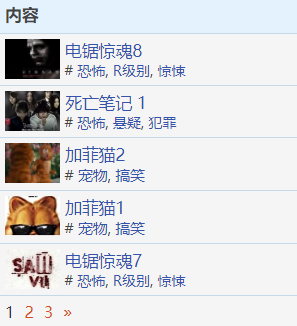 内容
电锯惊魂8
# 恐怖, R级别, 惊悚
死亡笔记 1
# 恐怖, 悬疑, 犯罪
加菲猫2
# 宠物, 搞笑
加菲猫1
# 宠物, 搞笑
SAW VII
电锯惊魂7
# 恐怖, R级别, 惊悚
1 2 3 »